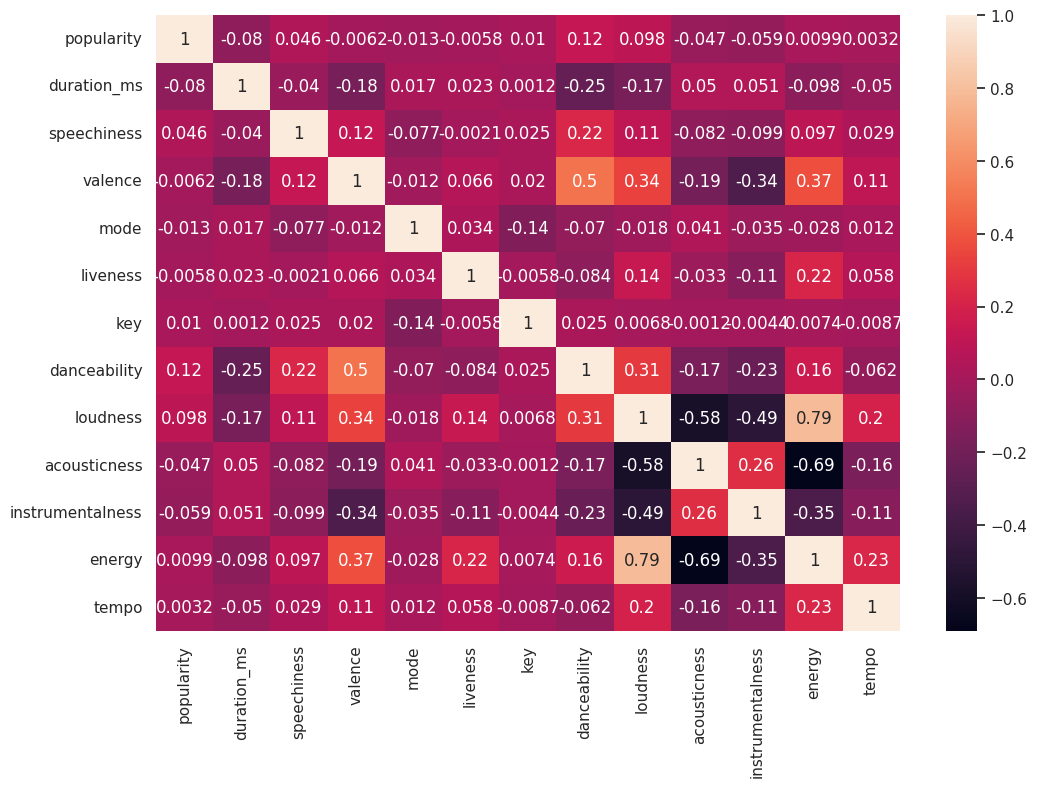 popularity 1 -0.08 0.046 -0.0062 -0.013 -0.0058 0.01 0.12 0.098 -0.047 -0.059 0.0099 0.0032
duration_ms -0.08 1 -0.04 -0.18 0.017 0.023 0.0012 -0.25 -0.17 0.05 0.051 -0.098 -0.05
speechiness 0.046 -0.04 1 0.12 -0.077 -0.0021 0.025 0.22 0.11 -0.082 -0.099 0.097 0.029
valence -0.0062 -0.18 0.12 1 -0.012 0.066 0.02 0.5 0.34 -0.19 -0.34 0.37 0.11
mode -0.013 0.017 -0.077 -0.012 1 0.034 -0.14 -0.07 -0.018 0.041 -0.035 -0.028 0.012
liveness -0.0058 0.023 -0.0021 0.066 0.034 1 -0.0058 -0.084 0.14 -0.033 -0.11 0.22 0.058
key 0.01 0.0012 0.025 0.02 -0.14 -0.0058 1 0.025 0.0068 -0.0012 -0.0044 0.0074 -0.0087
danceability 0.12 -0.25 0.22 0.5 -0.07 -0.084 0.025 1 0.31 -0.17 -0.23 0.16 -0.062
loudness 0.098 -0.17 0.11 0.34 -0.018 0.14 0.0068 0.31 1 -0.58 -0.49 0.79 0.2
acousticness -0.047 0.05 -0.082 -0.19 0.041 -0.033 -0.0012 -0.17 -0.58 1 0.26 -0.69 -0.16
instrumentalness -0.059 0.051 -0.099 -0.34 -0.035 -0.11 -0.0044 -0.23 -0.49 0.26 1 -0.35 -0.11
energy 0.0099 -0.098 0.097 0.37 -0.028 0.22 0.0074 0.16 0.79 -0.69 -0.35 1 0.23
tempo 0.0032 -0.05 0.029 0.11 0.012 0.058 -0.0087 -0.062 0.2 -0.16 -0.11 0.23 1
popularity
duration_ms
speechiness
valence
mode
liveness
key
danceability
loudness
acousticness
instrumentalness
energy
tempo
1.0
0.8
0.6
0.4
0.2
0.0
−0.2
−0.4
−0.6